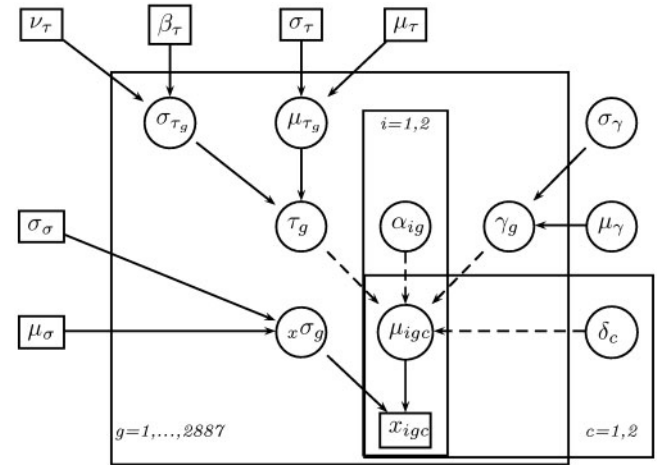 ν_τ β_τ σ_τ μ_τ
σ_{τ_g} μ_{τ_g} i=1,2 σ_γ
σ_σ τ_g α_{ig} γ_g μ_γ
μ_σ _xσ_g μ_{igc} δ_c
g=1,...,2887 x_{igc} c=1,2